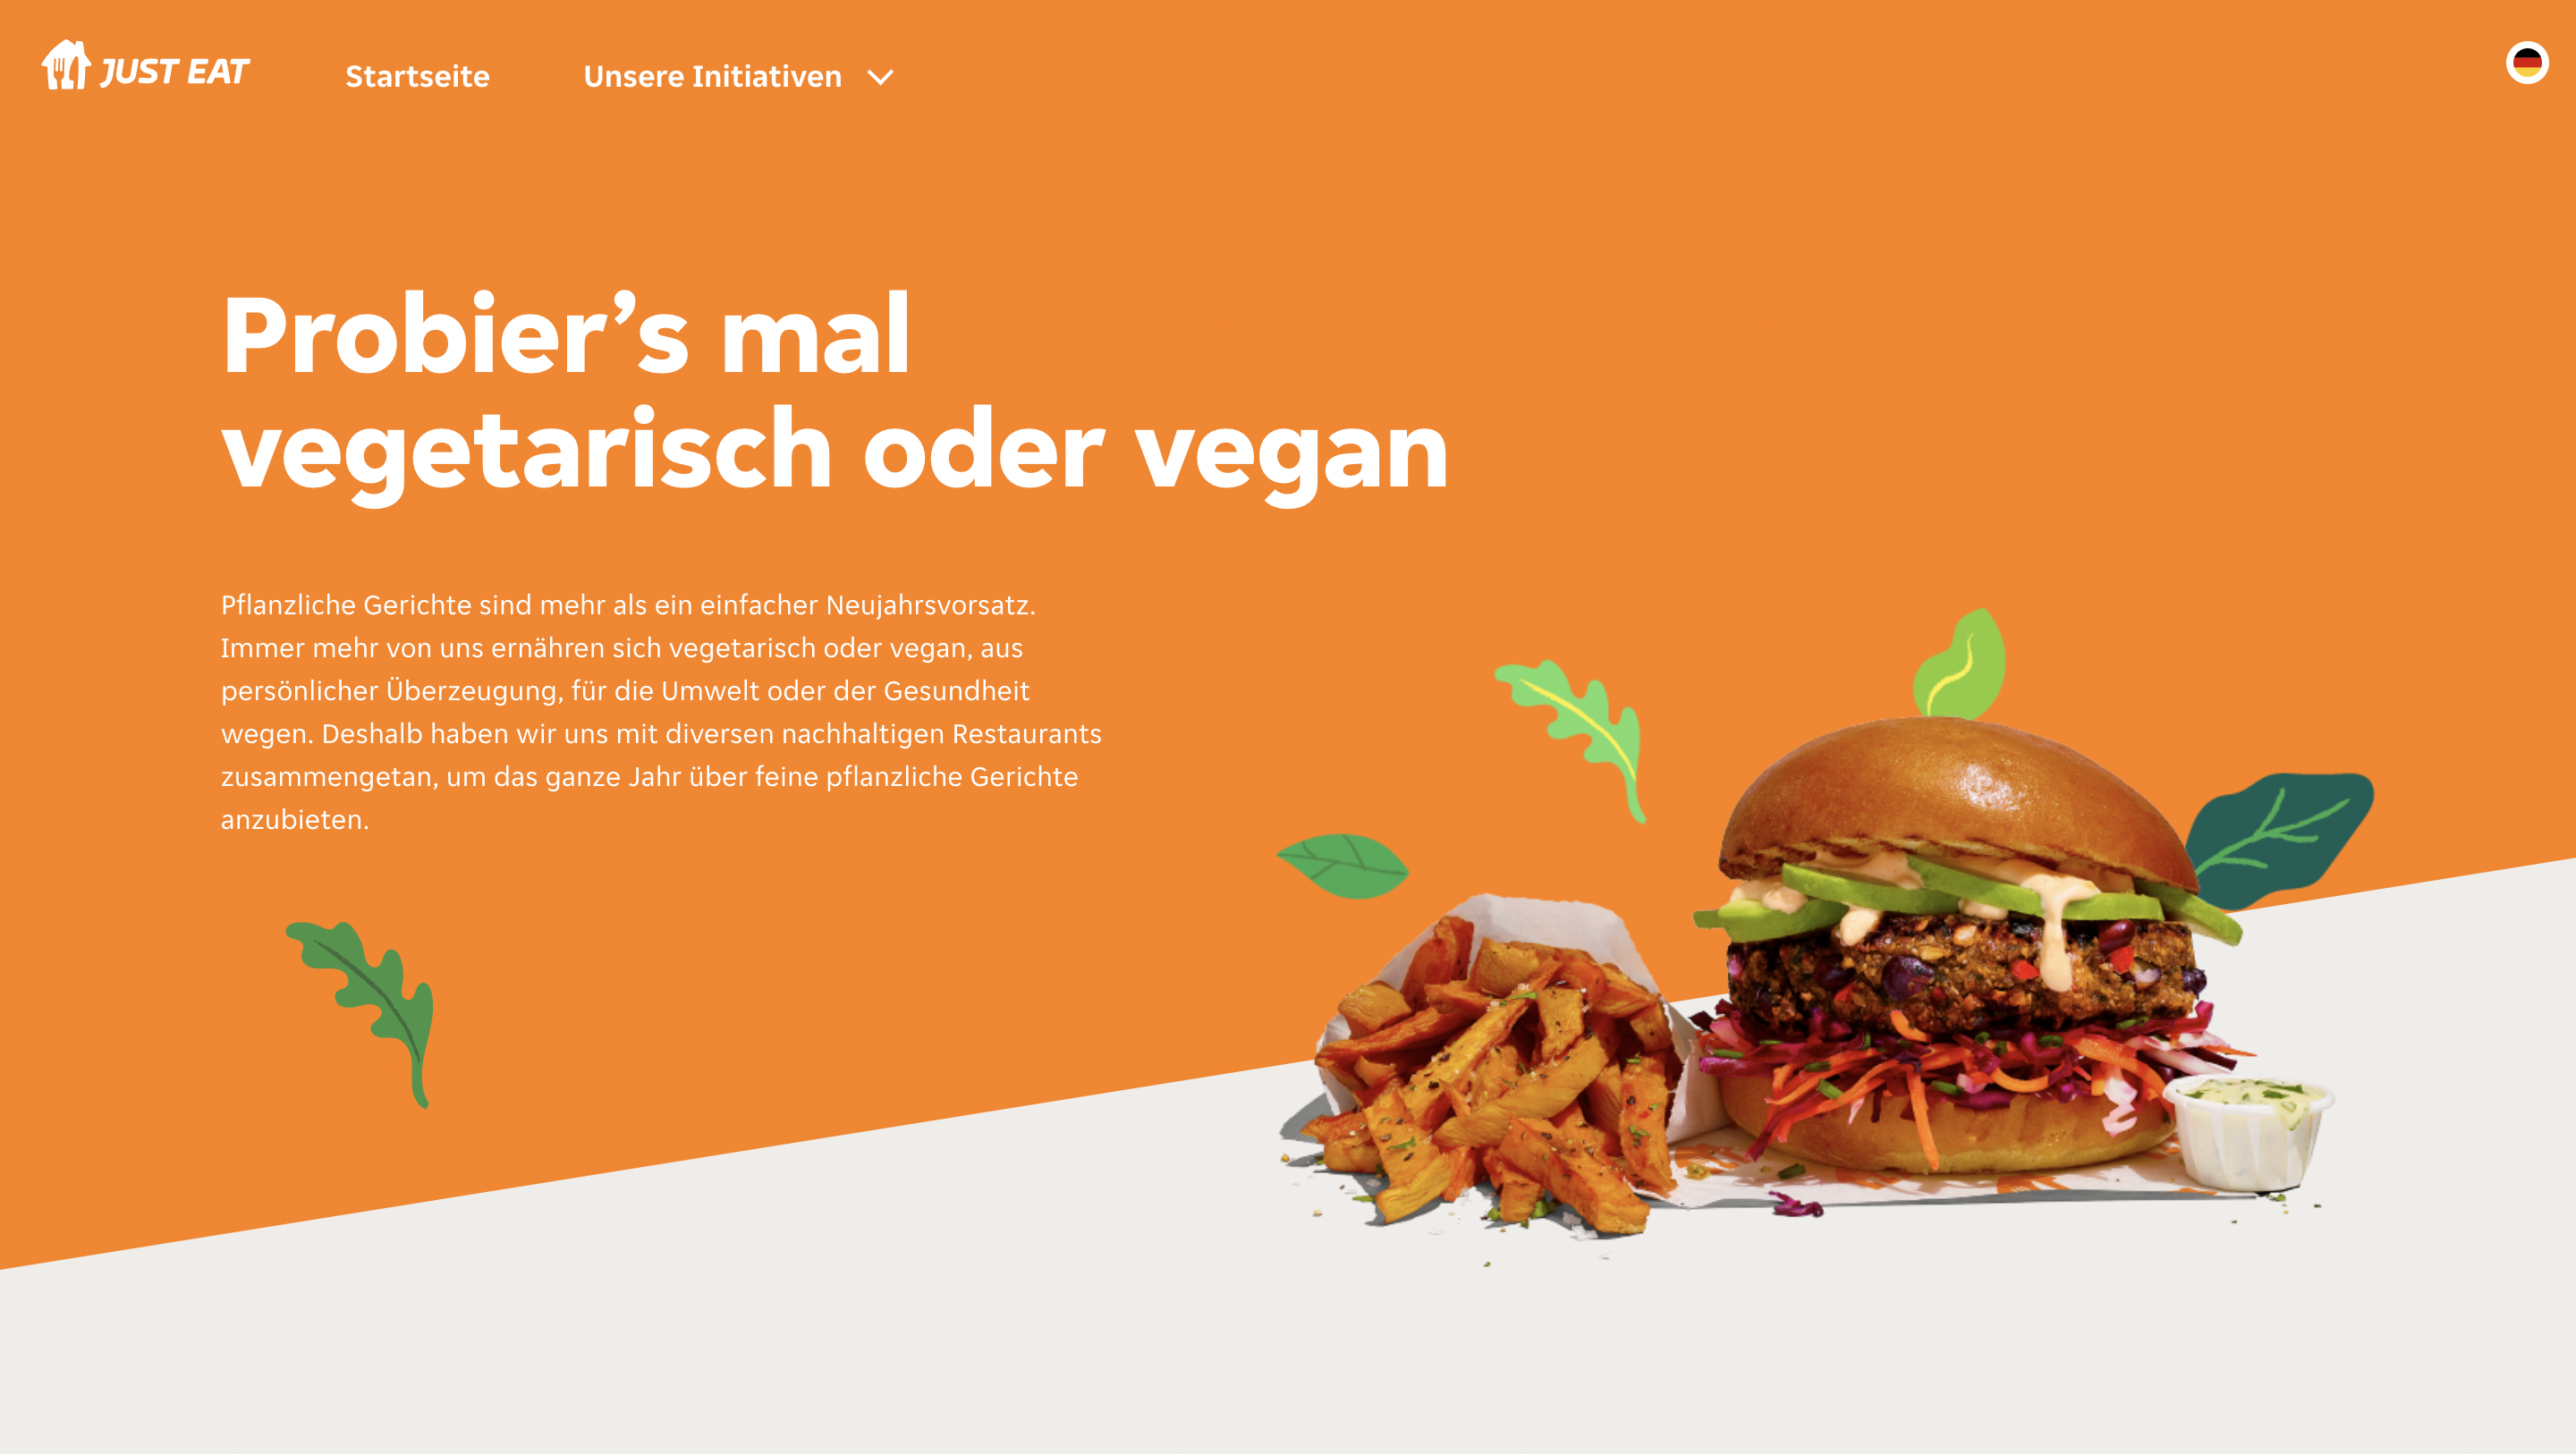 JUST EAT
Startseite
Unsere Initiativen
Probier’s mal
vegetarisch oder vegan
Pflanzliche Gerichte sind mehr als ein einfacher Neujahrsvorsatz.
Immer mehr von uns ernähren sich vegetarisch oder vegan, aus
persönlicher Überzeugung, für die Umwelt oder der Gesundheit
wegen. Deshalb haben wir uns mit diversen nachhaltigen Restaurants
zusammengetan, um das ganze Jahr über feine pflanzliche Gerichte
anzubieten.